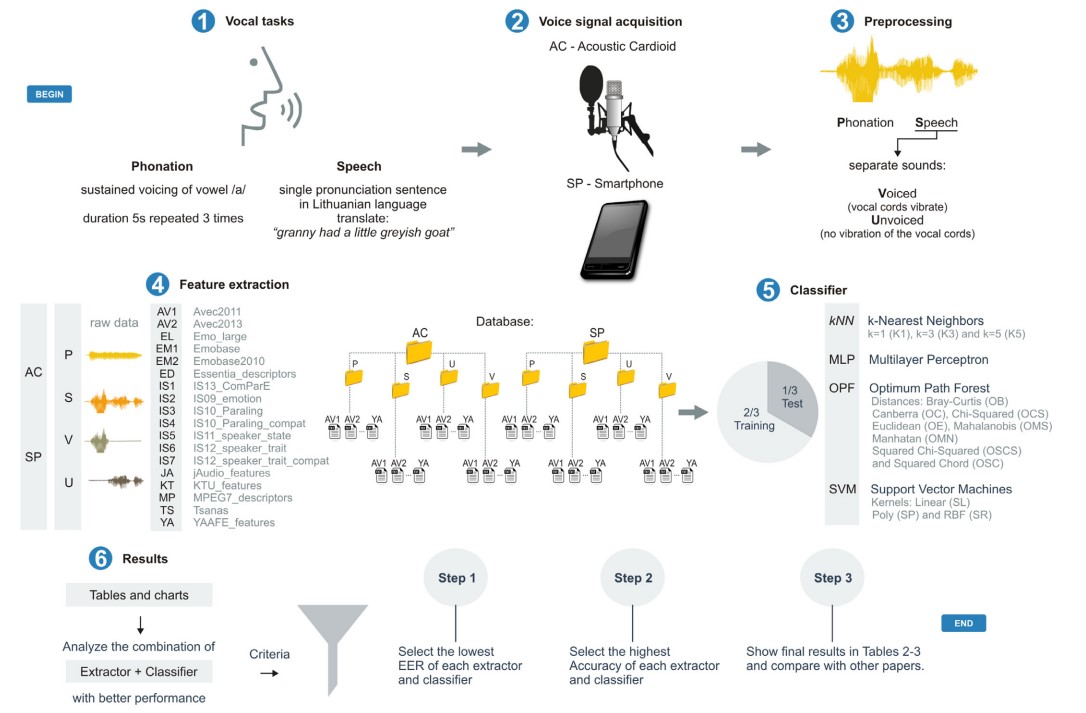 1 Vocal tasks
BEGIN
Phonation
sustained voicing of vowel /a/
duration 5s repeated 3 times
Speech
single pronunciation sentence
in Lithuanian language
translate:
“granny had a little greyish goat”
2 Voice signal acquisition
AC - Acoustic Cardioid
SP - Smartphone
3 Preprocessing
Phonation
Speech
separate sounds:
Voiced
(vocal cords vibrate)
Unvoiced
(no vibration of the vocal cords)
4 Feature extraction
AC
SP
raw data
P
S
V
U
AV1 Avec2011
AV2 Avec2013
EL Emo_large
EM1 Emobase
EM2 Emobase2010
ED Essentia_descriptors
IS1 IS13_ComParE
IS2 IS09_emotion
IS3 IS10_Paraling
IS4 IS10_Paraling_compat
IS5 IS11_speaker_state
IS6 IS12_speaker_trait
IS7 IS12_speaker_trait_compat
JA jAudio_features
KT KTU_features
MP MPEG7_descriptors
TS Tsanas
YA YAAFE_features
Database:
AC
P
S
U
V
AV1 AV2 YA
AV1 AV2 YA
AV1 AV2 ... YA
AV1 AV2 ... YA
SP
P
S
U
V
AV1 AV2 YA
AV1 AV2 YA
AV1 AV2 ... YA
AV1 AV2 ... YA
5 Classifier
2/3
Training
1/3
Test
kNN k-Nearest Neighbors
k=1 (K1), k=3 (K3) and k=5 (K5)
MLP Multilayer Perceptron
OPF Optimum Path Forest
Distances: Bray-Curtis (OB)
Canberra (OC), Chi-Squared (OCS)
Euclidean (OE), Mahalanobis (OMS)
Manhatan (OMN)
Squared Chi-Squared (OSCS)
and Squared Chord (OSC)
SVM Support Vector Machines
Kernels: Linear (SL)
Poly (SP) and RBF (SR)
6 Results
Tables and charts
Analyze the combination of
Extractor + Classifier
with better performance
Criteria
Step 1
Select the lowest
EER of each extractor
and classifier
Step 2
Select the highest
Accuracy of each extractor
and classifier
Step 3
Show final results in Tables 2-3
and compare with other papers.
END